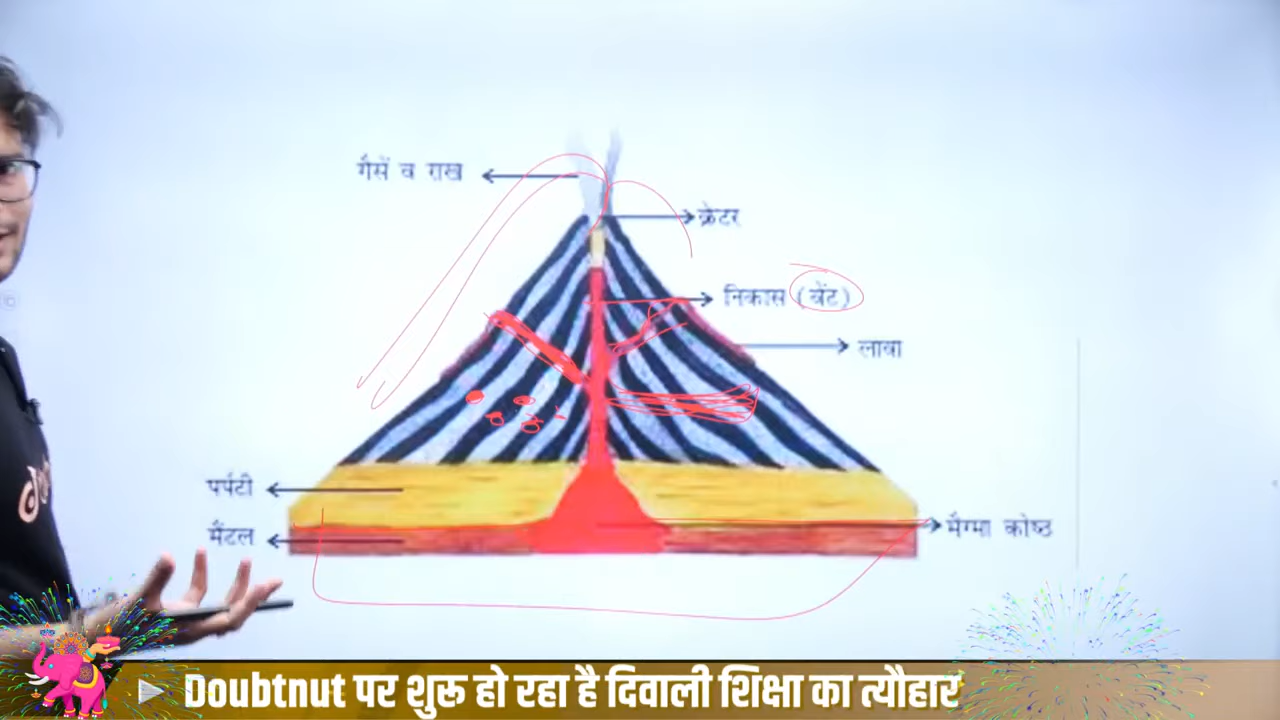 गैसें व राख
क्रेटर
निकास (वेंट)
लावा
पर्पटी
मैंटल
मैग्मा कोष्ठ
Doubtnut पर शुरू हो रहा है दिवाली शिक्षा का त्यौहार